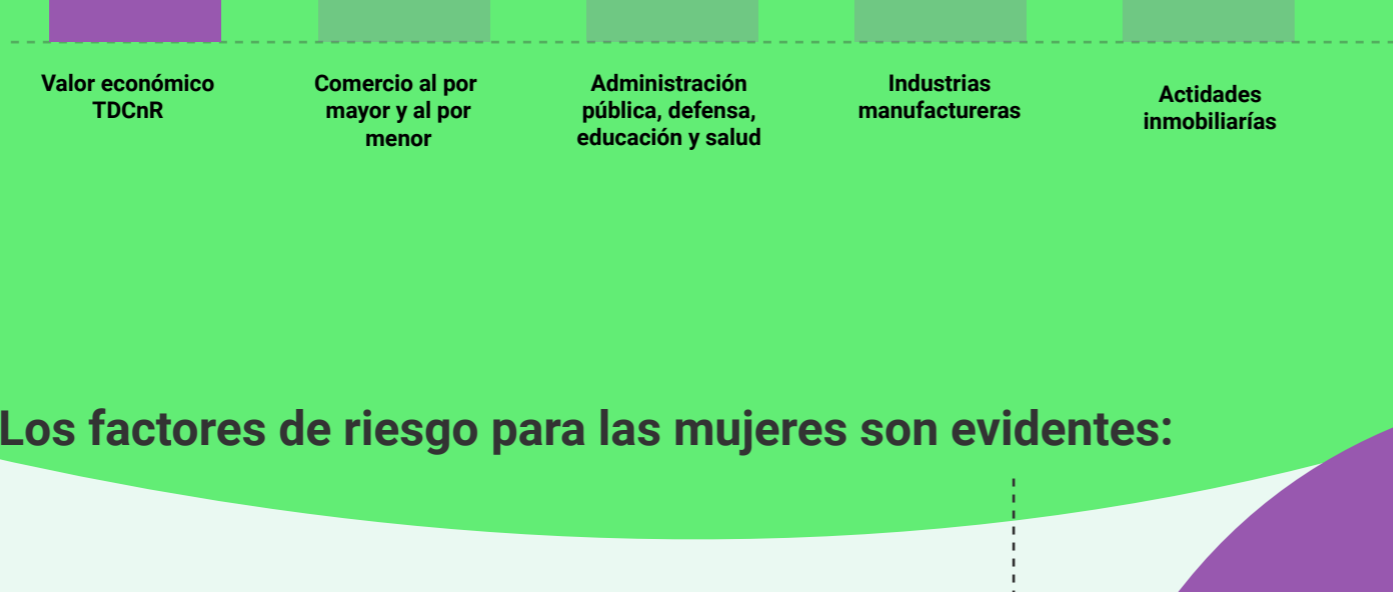 Valor económico
TDCnR
Comercio al por
mayor y al por
menor
Administración
pública, defensa,
educación y salud
Industrias
manufactureras
Actidades
inmobiliarías
Los factores de riesgo para las mujeres son evidentes: